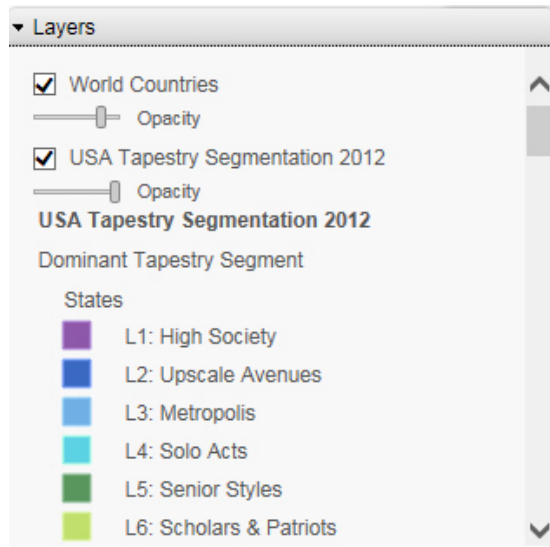 Layers
World Countries
Opacity
USA Tapestry Segmentation 2012
Opacity
USA Tapestry Segmentation 2012
Dominant Tapestry Segment
States
L1: High Society
L2: Upscale Avenues
L3: Metropolis
L4: Solo Acts
L5: Senior Styles
L6: Scholars & Patriots